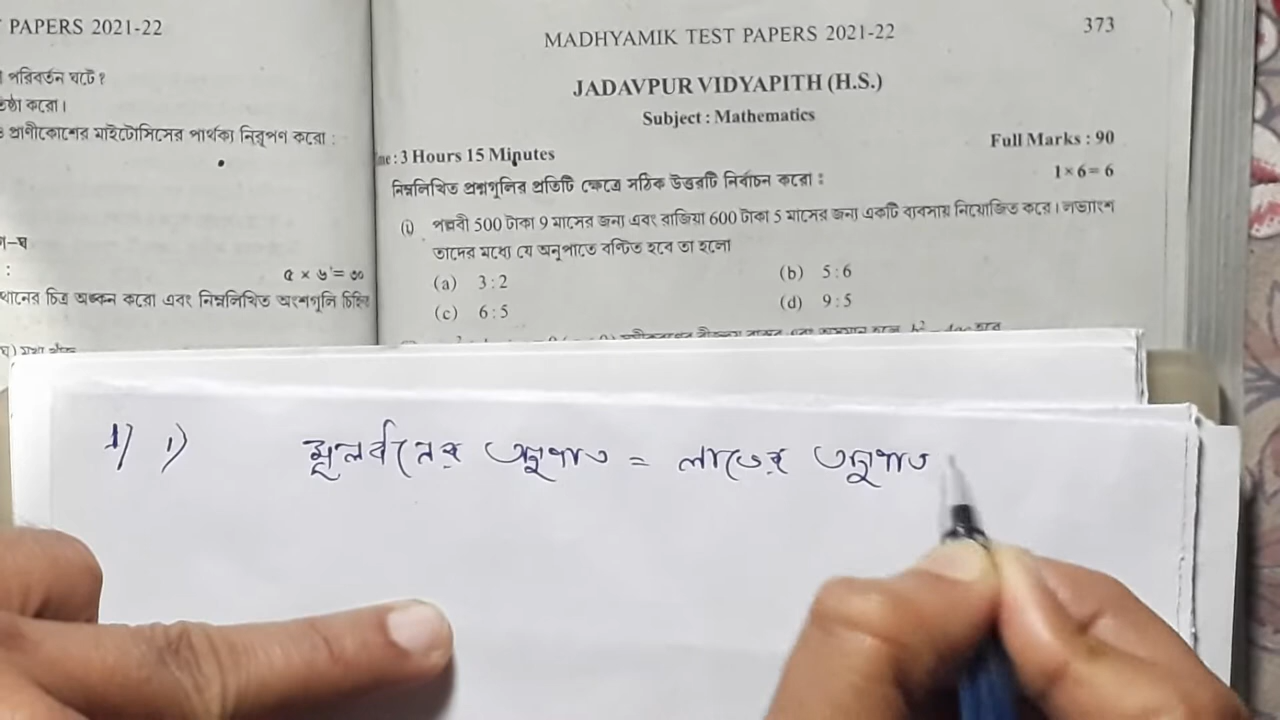 PAPERS 2021-22
পরিবর্তন ঘটে?
করো।
প্রাণীকোশের মাইটোসিসের পার্থক্য নিরূপণ করো :
:
৫ × ৬ = ৩০
চিত্র অঙ্কন করো এবং নিম্নলিখিত অংশগুলি
MADHYAMIK TEST PAPERS 2021-22 373
JADAVPUR VIDYAPITH (H.S.)
Subject : Mathematics
me : 3 Hours 15 Minutes Full Marks : 90
নিম্নলিখিত প্রশ্নগুলির প্রতিটি ক্ষেত্রে সঠিক উত্তরটি নির্বাচন করো : 1×6=6
(i) পল্লবী 500 টাকা 9 মাসের জন্য এবং রাজিয়া 600 টাকা 5 মাসের জন্য একটি ব্যবসায় নিয়োজিত করে। লভ্যাংশ
তাদের মধ্যে যে অনুপাতে বণ্টিত হবে তা হলো
(a) 3 : 2 (b) 5 : 6
(c) 6 : 5 (d) 9 : 5
1) i) মূলধনের অনুপাত = লাভের অনুপাত